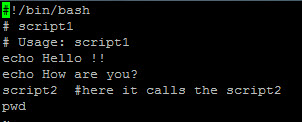 #!/bin/bash
# script1
# Usage: script1
echo Hello !!
echo How are you?
script2  #here it calls the script2
pwd